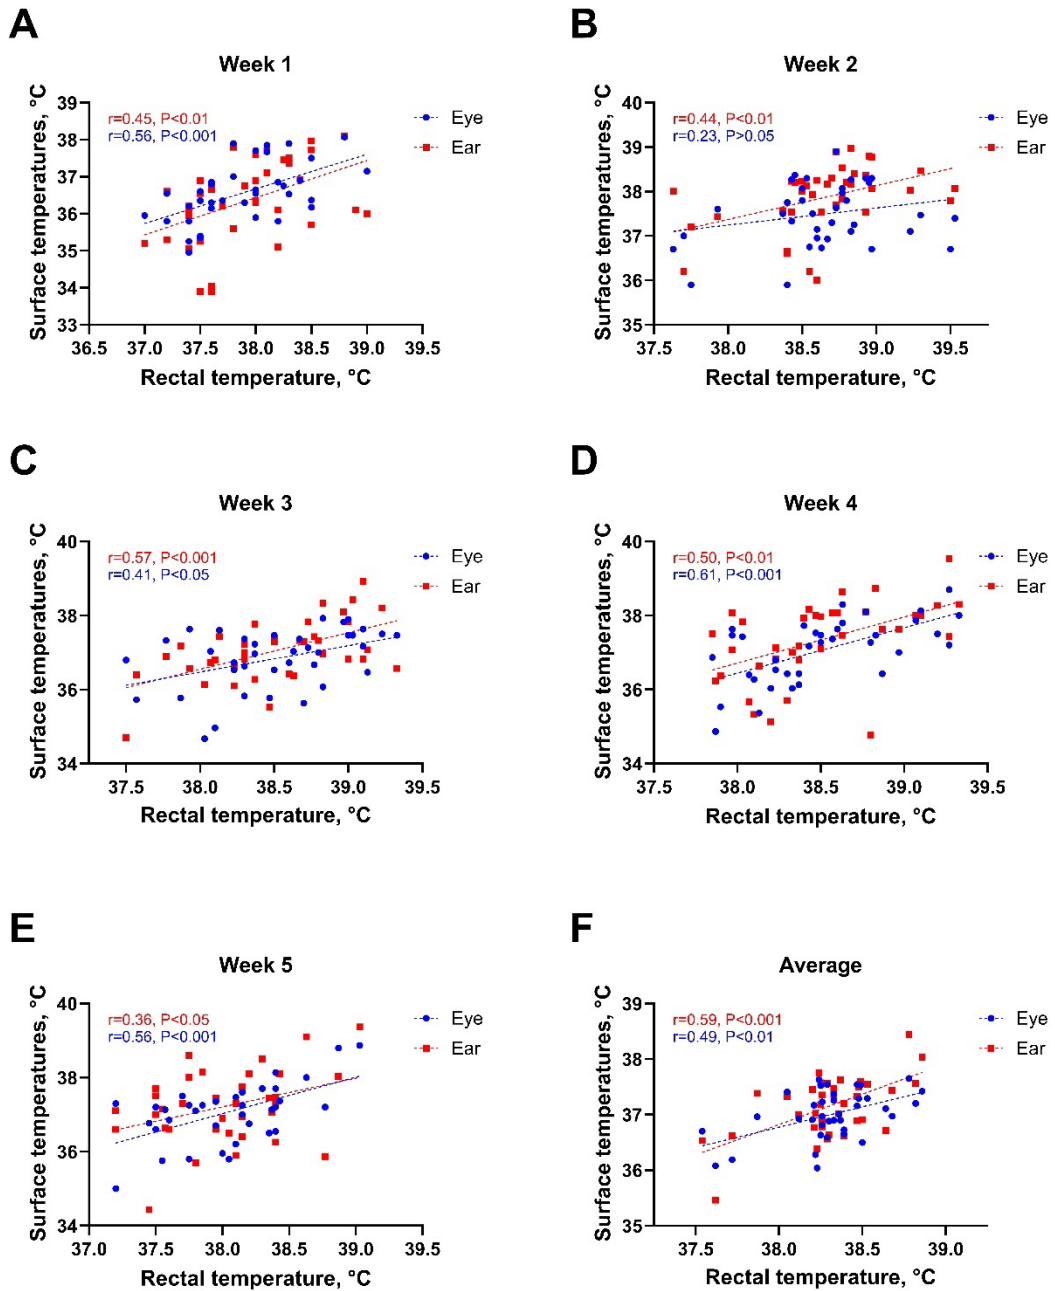 A
Week 1
r=0.45, P<0.01
r=0.56, P<0.001
Eye
Ear
Surface temperatures, °C
39
38
37
36
35
34
33
36.5 37.0 37.5 38.0 38.5 39.0 39.5
Rectal temperature, °C
B
Week 2
r=0.44, P<0.01
r=0.23, P>0.05
Eye
Ear
Surface temperatures, °C
40
39
38
37
36
35
37.5 38.0 38.5 39.0 39.5
Rectal temperature, °C
C
Week 3
r=0.57, P<0.001
r=0.41, P<0.05
Eye
Ear
Surface temperatures, °C
40
38
36
34
37.5 38.0 38.5 39.0 39.5
Rectal temperature, °C
D
Week 4
r=0.50, P<0.01
r=0.61, P<0.001
Eye
Ear
Surface temperatures, °C
40
38
36
34
37.5 38.0 38.5 39.0 39.5
Rectal temperature, °C
E
Week 5
r=0.36, P<0.05
r=0.56, P<0.001
Eye
Ear
Surface temperatures, °C
40
38
36
34
37.0 37.5 38.0 38.5 39.0 39.5
Rectal temperature, °C
F
Average
r=0.59, P<0.001
r=0.49, P<0.01
Eye
Ear
Surface temperatures, °C
39
38
37
36
35
37.5 38.0 38.5 39.0
Rectal temperature, °C